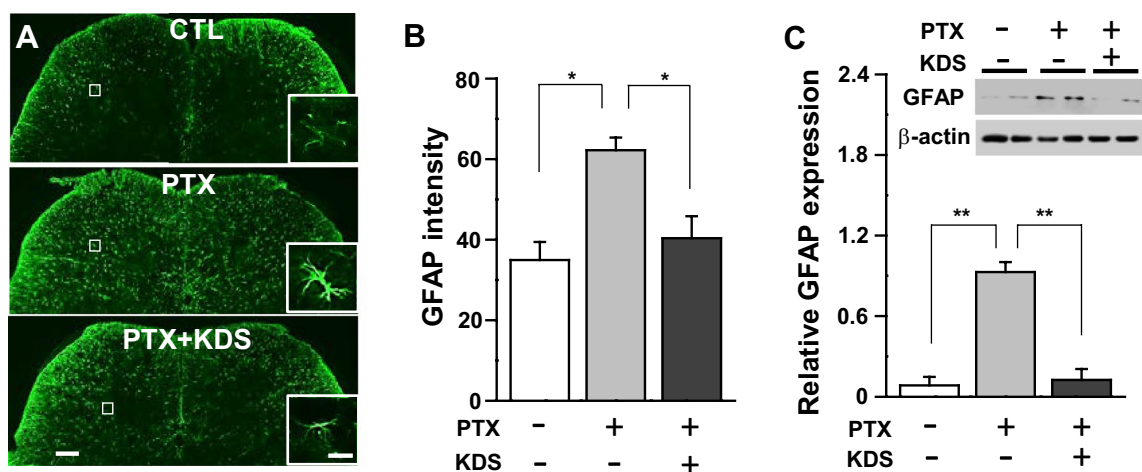 A
CTL
PTX
PTX+KDS
B
GFAP intensity
80
60
40
20
0
* *
PTX - + +
KDS - - +
C
PTX - + +
KDS - - +
GFAP
β-actin
Relative GFAP expression
2.4
1.8
1.2
0.6
0
** **
PTX - + +
KDS - - +